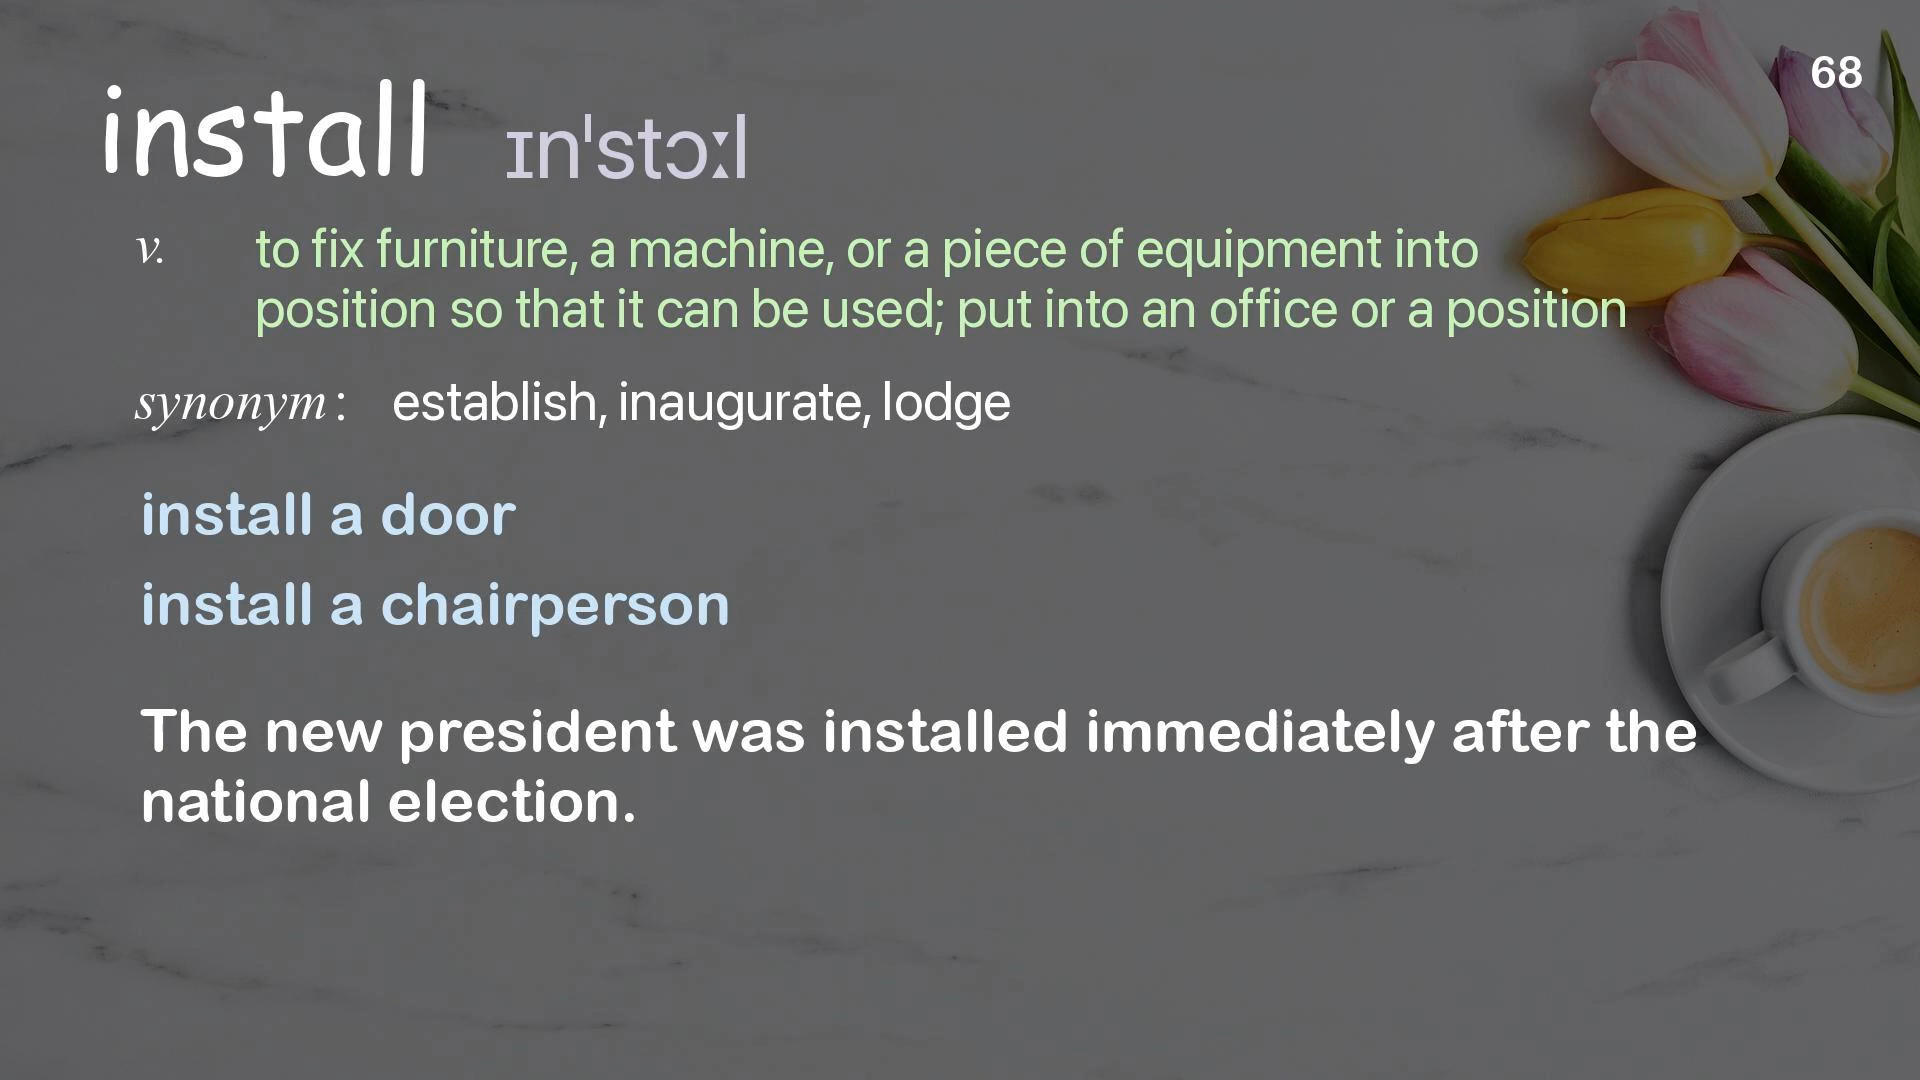 68
install ɪnˈstɔːl
v. to fix furniture, a machine, or a piece of equipment into
position so that it can be used; put into an office or a position
synonym : establish, inaugurate, lodge
install a door
install a chairperson
The new president was installed immediately after the
national election.